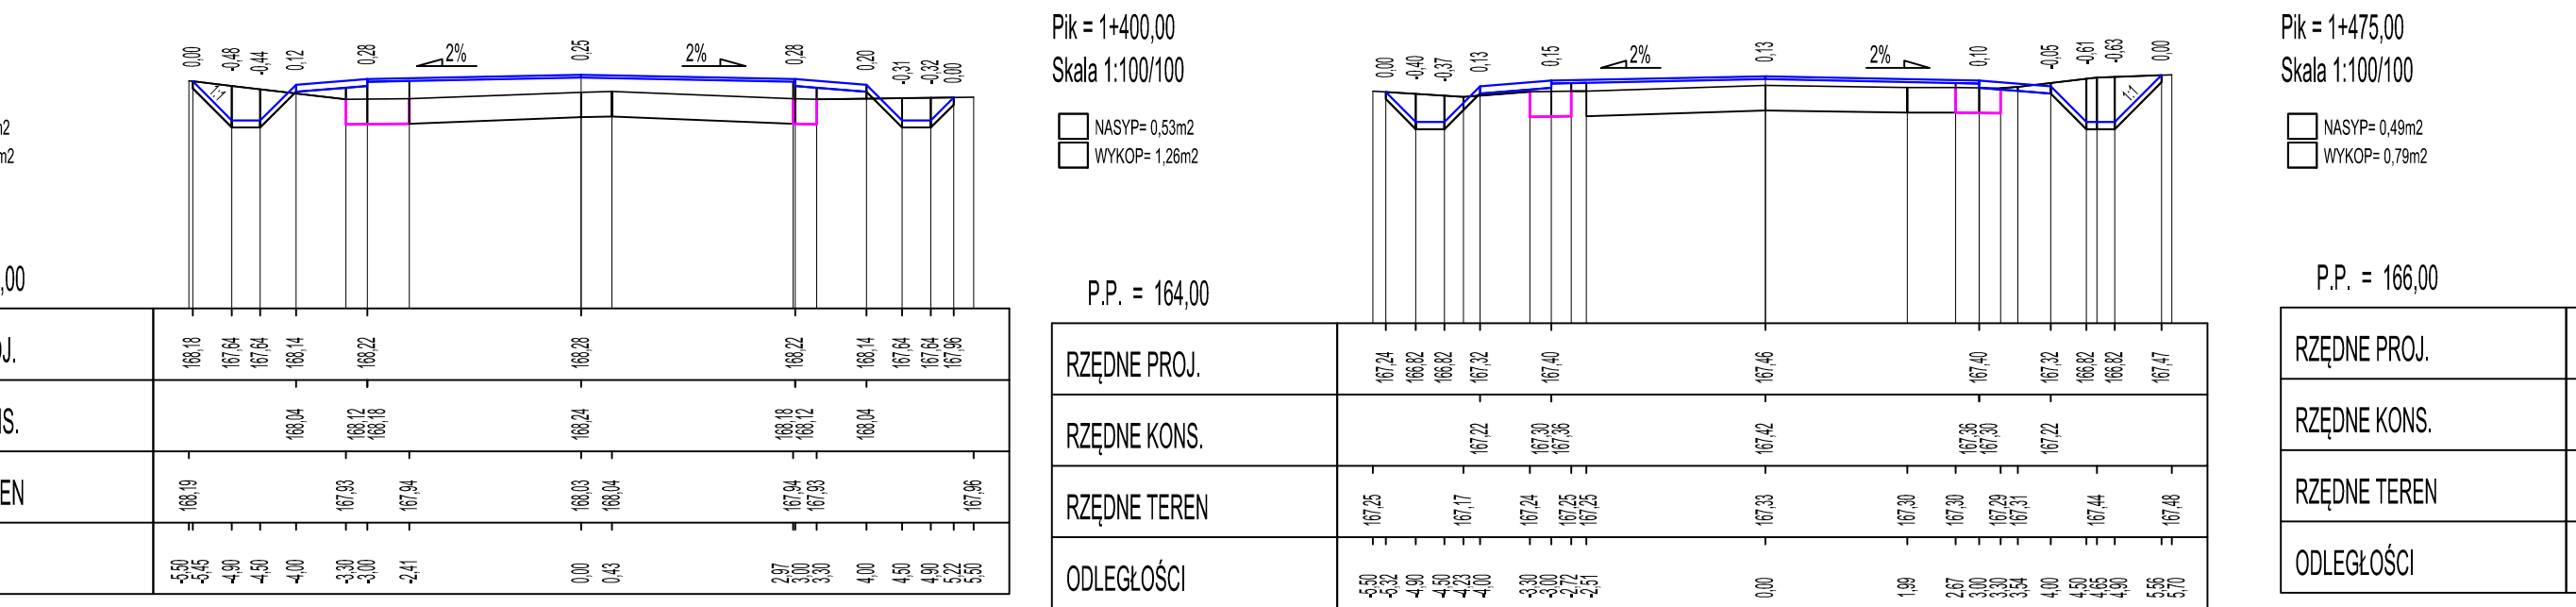 0,00 -0,48 -0,44 0,12 0,28 0,25 0,28 0,20 -0,31 -0,32 0,00
2% 2%
1:1
m2
m2
,00
OJ.
168,18 167,64 167,64 168,14 168,22 168,28 168,22 168,14 167,64 167,64 167,96
NS.
168,04 168,12 168,18 168,24 168,18 168,12 168,04
EN
168,19 167,93 167,94 168,03 168,04 167,94 167,93 167,96
-5,50 -5,45 -4,90 -4,50 -4,00 -3,30 -3,00 -2,41 0,00 0,43 2,97 3,00 3,30 4,00 4,50 4,90 5,22 5,50
Pik = 1+400,00
Skala 1:100/100
NASYP= 0,53m2
WYKOP= 1,26m2
0,00 -0,40 -0,37 0,13 0,15 0,13 0,10 -0,05 -0,61 -0,63 0,00
2% 2%
1:1
P.P. = 164,00
RZĘDNE PROJ.
167,24 166,82 166,82 167,32 167,40 167,46 167,40 167,32 166,82 166,82 167,47
RZĘDNE KONS.
167,22 167,30 167,36 167,42 167,36 167,30 167,22
RZĘDNE TEREN
167,25 167,17 167,24 167,25 167,25 167,33 167,30 167,30 167,29 167,31 167,44 167,48
ODLEGŁOŚCI
-5,50 -5,32 -4,90 -4,50 -4,23 -4,00 -3,30 -3,00 -2,72 -2,51 0,00 1,99 2,67 3,00 3,30 3,54 4,00 4,50 4,65 4,90 5,56 5,70
Pik = 1+475,00
Skala 1:100/100
NASYP= 0,49m2
WYKOP= 0,79m2
P.P. = 166,00
RZĘDNE PROJ.
RZĘDNE KONS.
RZĘDNE TEREN
ODLEGŁOŚCI